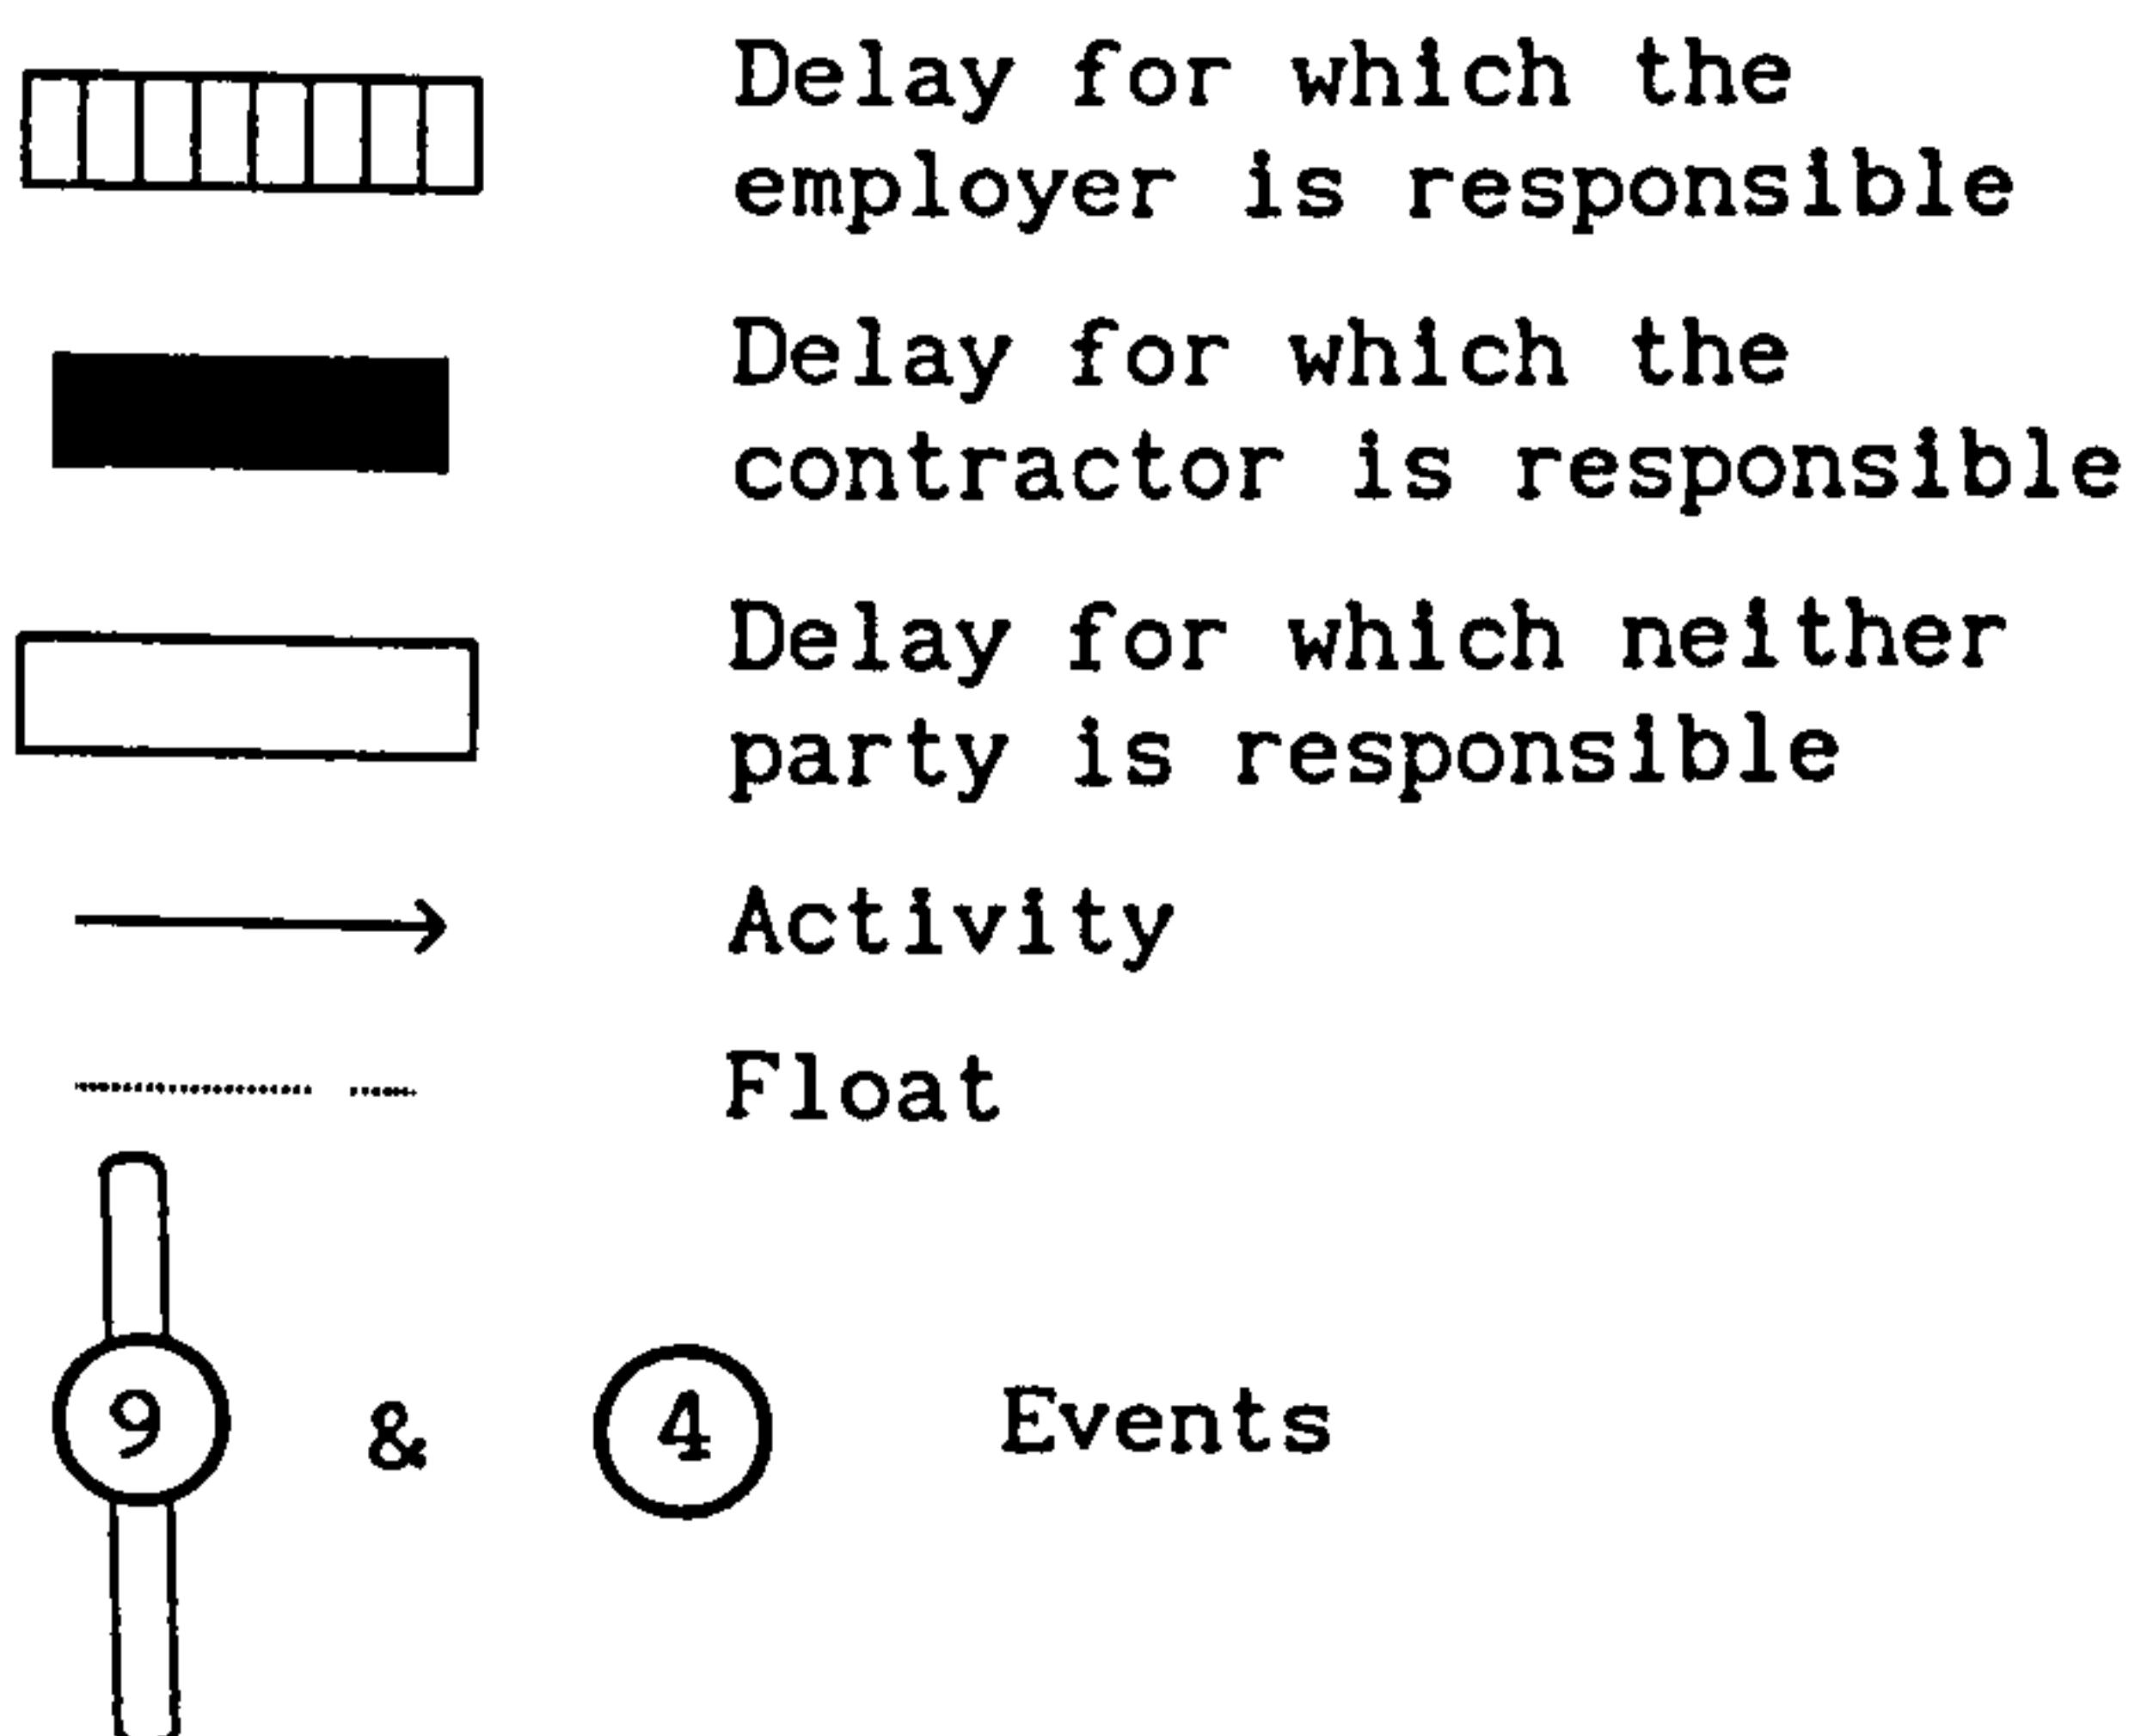 Delay for which the
employer is responsible
Delay for which the
contractor is responsible
Delay for which neither
party is responsible
Activity
Float
9 & 4 Events